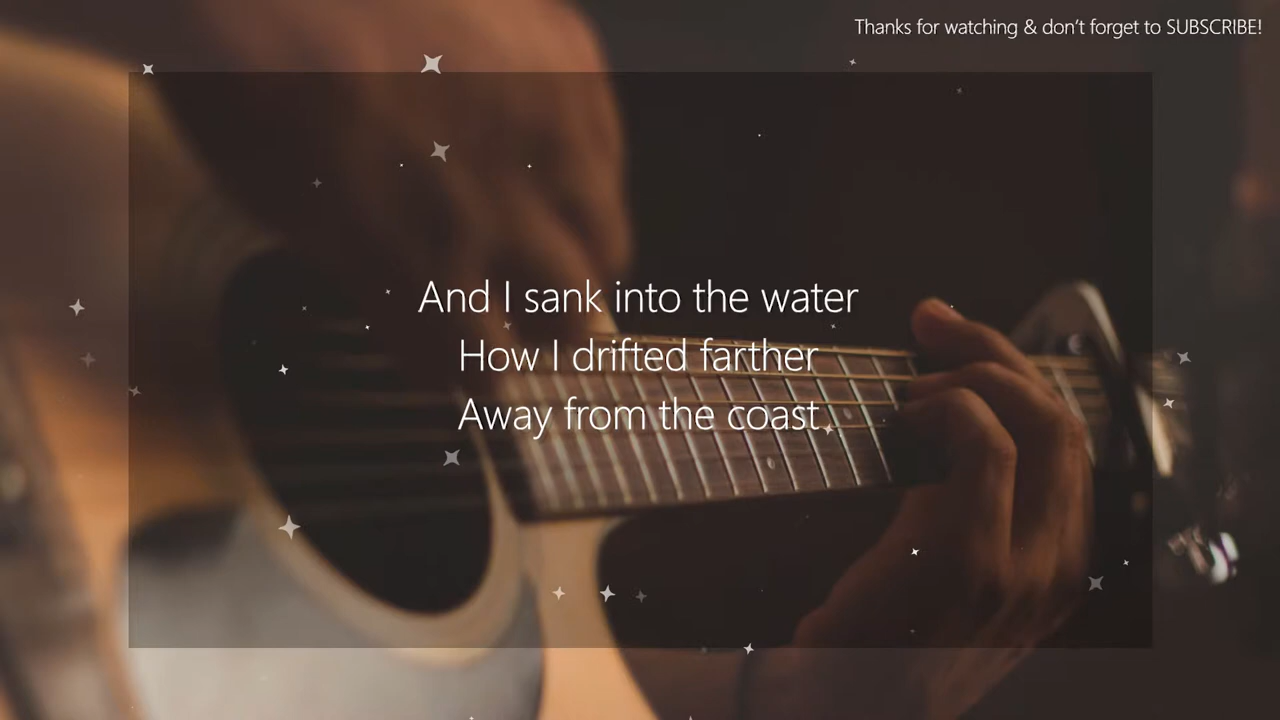 Thanks for watching & don't forget to SUBSCRIBE!
And I sank into the water
How I drifted farther
Away from the coast